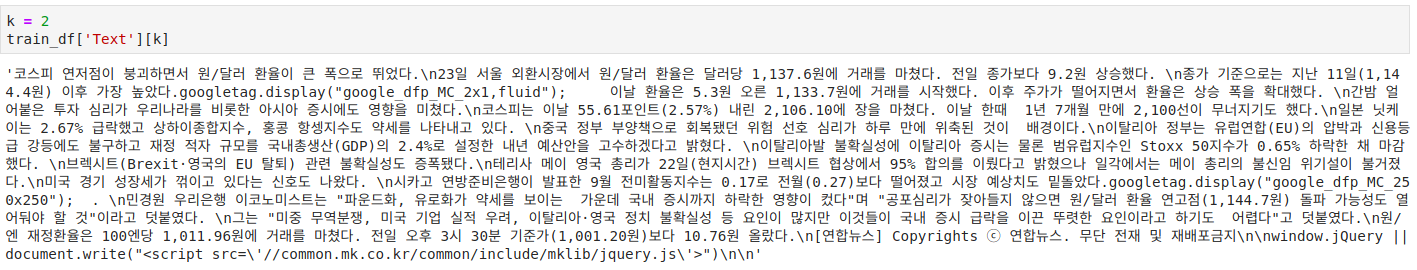 k = 2
train_df['Text'][k]
'코스피 연저점이 붕괴하면서 원/달러 환율이 큰 폭으로 뛰었다.\n23일 서울 외환시장에서 원/달러 환율은 달러당 1,137.6원에 거래를 마쳤다. 전일 종가보다 9.2원 상승했다. \n종가 기준으로는 지난 11일(1,14
4.4원) 이후 가장 높았다.googletag.display("google_dfp_MC_2x1,fluid"); 이날 환율은 5.3원 오른 1,133.7원에 거래를 시작했다. 이후 주가가 떨어지면서 환율은 상승 폭을 확대했다. \n간밤 얼
어붙은 투자 심리가 우리나라를 비롯한 아시아 증시에도 영향을 미쳤다.\n코스피는 이날 55.61포인트(2.57%) 내린 2,106.10에 장을 마쳤다. 이날 한때 1년 7개월 만에 2,100선이 무너지기도 했다.\n일본 닛케
이는 2.67% 급락했고 상하이종합지수, 홍콩 항셍지수도 약세를 나타내고 있다. \n중국 정부 부양책으로 회복됐던 위험 선호 심리가 하루 만에 위축된 것이 배경이다.\n이탈리아 정부는 유럽연합(EU)의 압박과 신용등
급 강등에도 불구하고 재정 적자 규모를 국내총생산(GDP)의 2.4%로 설정한 내년 예산안을 고수하겠다고 밝혔다. \n이탈리아발 불확실성에 이탈리아 증시는 물론 범유럽지수인 Stoxx 50지수가 0.65% 하락한 채 마감
했다. \n브렉시트(Brexit·영국의 EU 탈퇴) 관련 불확실성도 증폭됐다.\n테리사 메이 영국 총리가 22일(현지시간) 브렉시트 협상에서 95% 합의를 이뤘다고 밝혔으나 일각에서는 메이 총리의 불신임 위기설이 불거졌
다.\n미국 경기 성장세가 꺾이고 있다는 신호도 나왔다. \n시카고 연방준비은행이 발표한 9월 전미활동지수는 0.17로 전월(0.27)보다 떨어졌고 시장 예상치도 밑돌았다.googletag.display("google_dfp_MC_25
0x250"); . \n민경원 우리은행 이코노미스트는 "파운드화, 유로화가 약세를 보이는 가운데 국내 증시까지 하락한 영향이 컸다"며 "공포심리가 잦아들지 않으면 원/달러 환율 연고점(1,144.7원) 돌파 가능성도 열
어둬야 할 것"이라고 덧붙였다. \n그는 "미중 무역분쟁, 미국 기업 실적 우려, 이탈리아·영국 정치 불확실성 등 요인이 많지만 이것들이 국내 증시 급락을 이끈 뚜렷한 요인이라고 하기도 어렵다"고 덧붙였다.\n원/
엔 재정환율은 100엔당 1,011.96원에 거래를 마쳤다. 전일 오후 3시 30분 기준가(1,001.20원)보다 10.76원 올랐다.\n[연합뉴스] Copyrights ⓒ 연합뉴스. 무단 전재 및 재배포금지\n\nwindow.jQuery ||
document.write("<script src=\'//common.mk.co.kr/common/include/mklib/jquery.js\'>")\n\n'